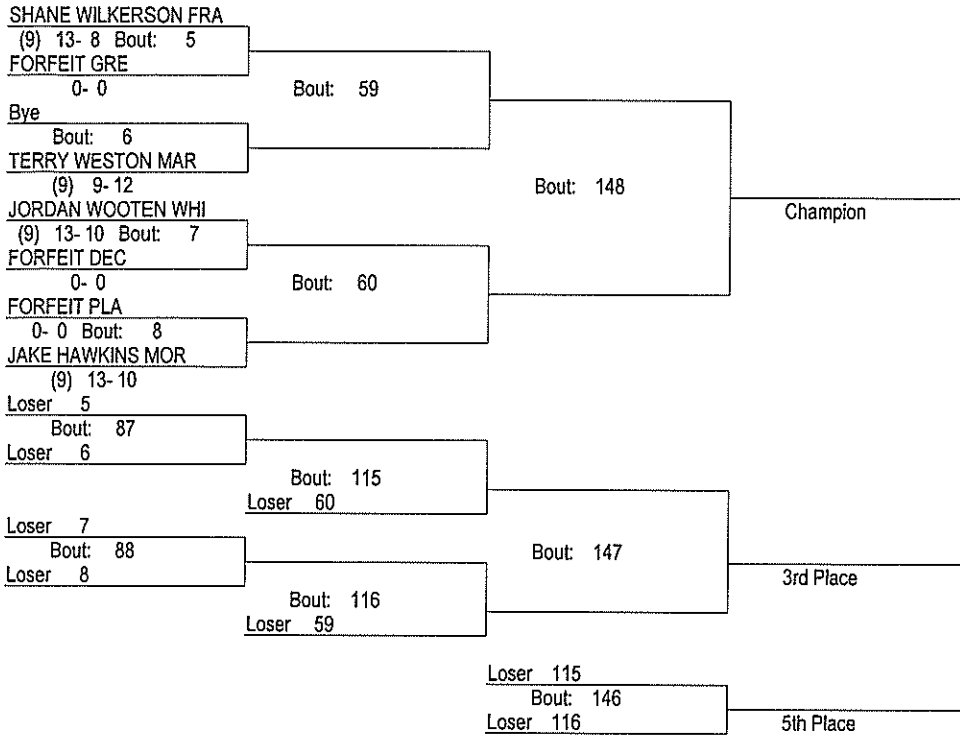 SHANE WILKERSON FRA
(9) 13- 8 Bout: 5
FORFEIT GRE
0- 0
Bout: 59
Bye
Bout: 6
TERRY WESTON MAR
(9) 9- 12
Bout: 148
JORDAN WOOTEN WHI
Champion
(9) 13- 10 Bout: 7
FORFEIT DEC
0- 0
Bout: 60
FORFEIT PLA
0- 0 Bout: 8
JAKE HAWKINS MOR
(9) 13- 10
Loser 5
Bout: 87
Loser 6
Bout: 115
Loser 60
Loser 7
Bout: 88
Bout: 147
Loser 8
3rd Place
Bout: 116
Loser 59
Loser 115
Bout: 146
Loser 116
5th Place